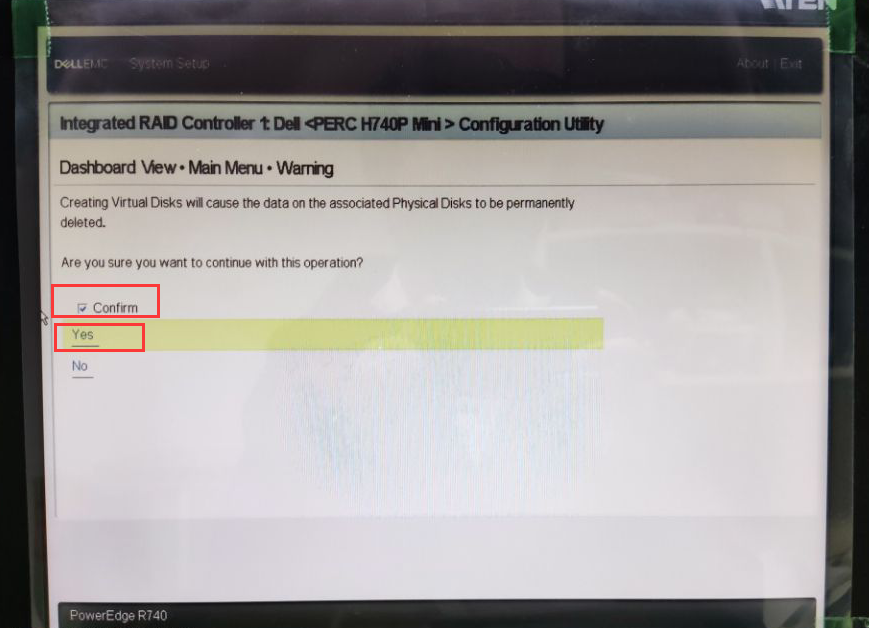 ATEN
DELLEMC System Setup About | Exit
Integrated RAID Controller 1: Dell <PERC H740P Mini> Configuration Utility
Dashboard View • Main Menu • Warning
Creating Virtual Disks will cause the data on the associated Physical Disks to be permanently
deleted.
Are you sure you want to continue with this operation?
Confirm
Yes
No
PowerEdge R740